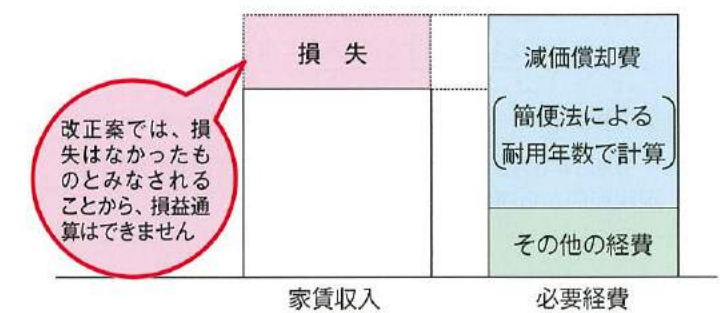 損 失
減価償却費
簡便法による
耐用年数で計算
改正案では、損
失はなかったも
のとみなされる
ことから、損益通
算はできません
その他の経費
家賃収入
必要経費